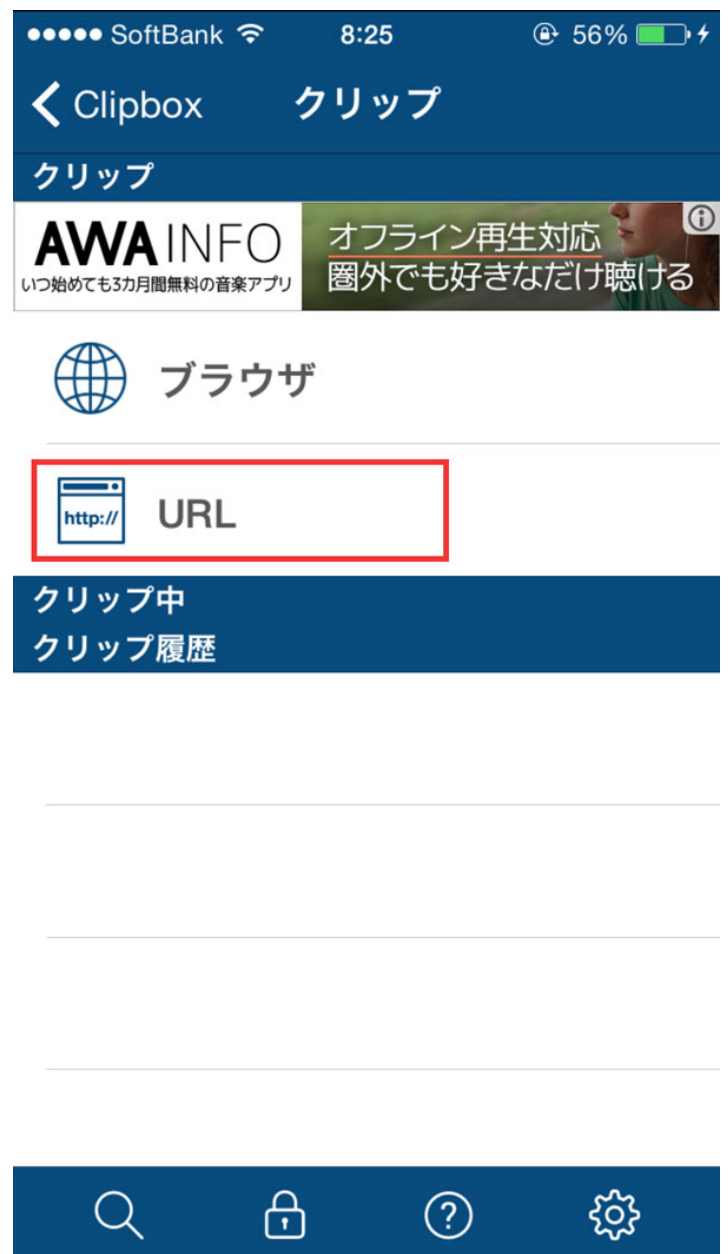 SoftBank 8:25 56%
Clipbox クリップ
クリップ
AWA INFO
いつ始めても3カ月間無料の音楽アプリ
オフライン再生対応
圏外でも好きなだけ聴ける
ブラウザ
http:// URL
クリップ中
クリップ履歴